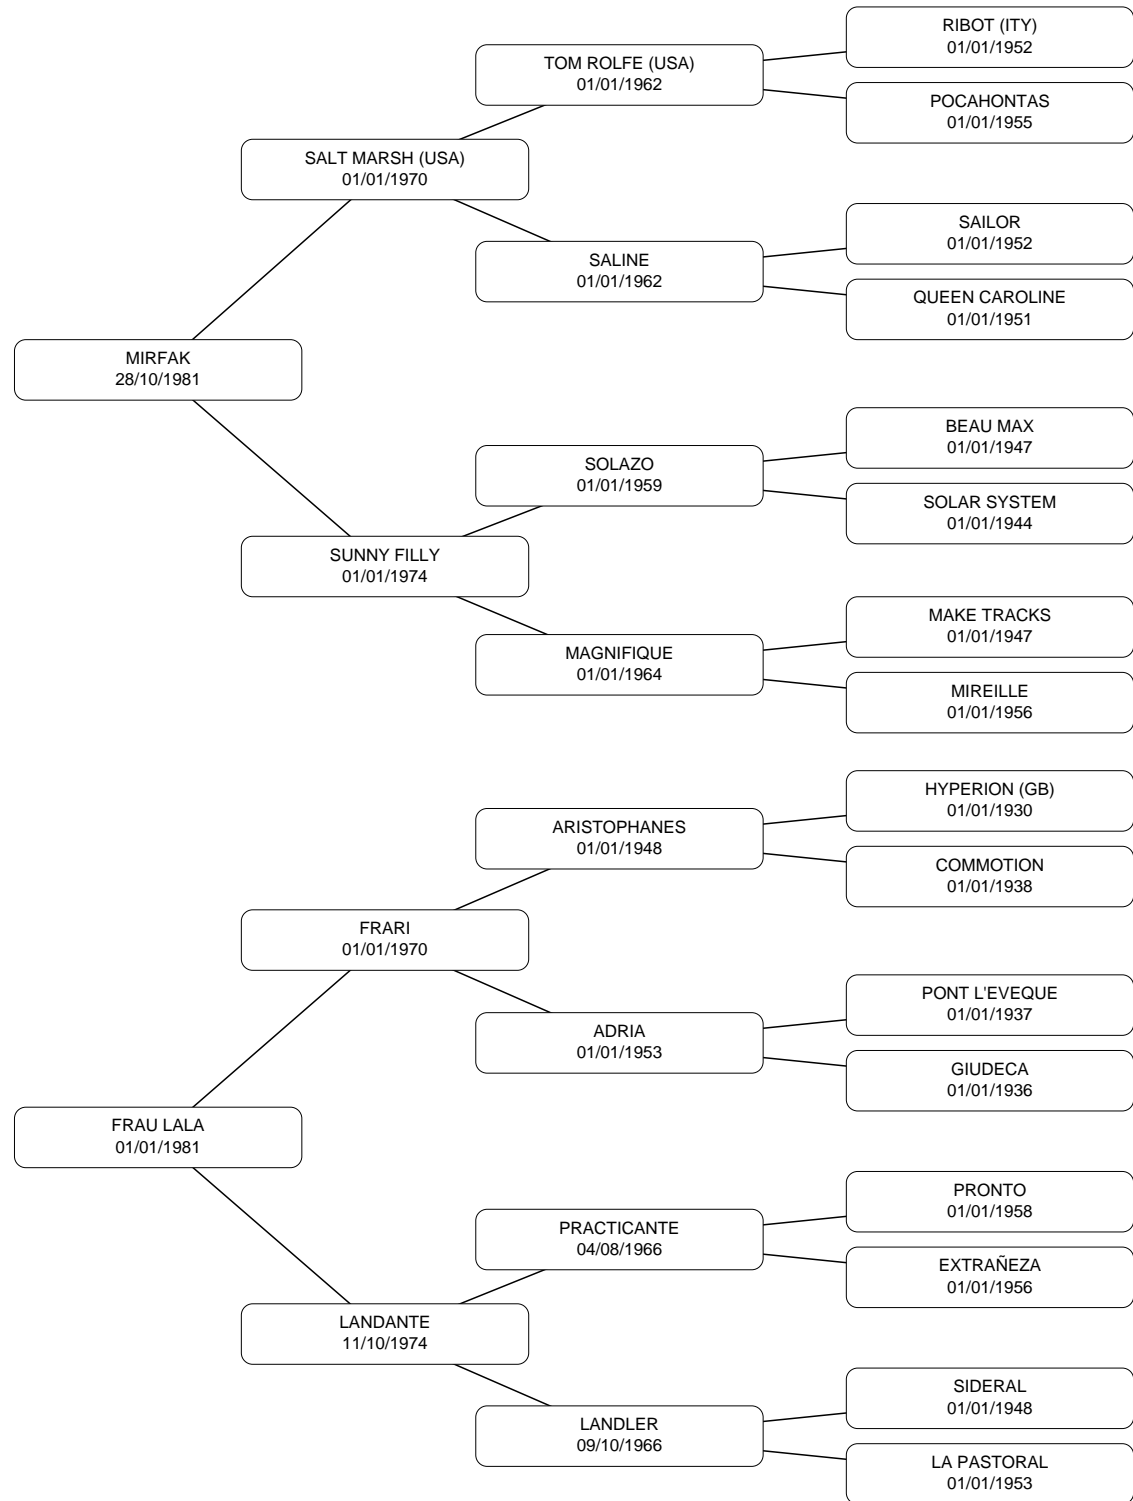 RIBOT (ITY)
01/01/1952
TOM ROLFE (USA)
01/01/1962
POCAHONTAS
01/01/1955
SALT MARSH (USA)
01/01/1970
SAILOR
01/01/1952
SALINE
01/01/1962
QUEEN CAROLINE
01/01/1951
MIRFAK
28/10/1981
BEAU MAX
01/01/1947
SOLAZO
01/01/1959
SOLAR SYSTEM
01/01/1944
SUNNY FILLY
01/01/1974
MAKE TRACKS
01/01/1947
MAGNIFIQUE
01/01/1964
MIREILLE
01/01/1956
HYPERION (GB)
01/01/1930
ARISTOPHANES
01/01/1948
COMMOTION
01/01/1938
FRARI
01/01/1970
PONT L'EVEQUE
01/01/1937
ADRIA
01/01/1953
GIUDECA
01/01/1936
FRAU LALA
01/01/1981
PRONTO
01/01/1958
PRACTICANTE
04/08/1966
EXTRAÑEZA
01/01/1956
LANDANTE
11/10/1974
SIDERAL
01/01/1948
LANDLER
09/10/1966
LA PASTORAL
01/01/1953